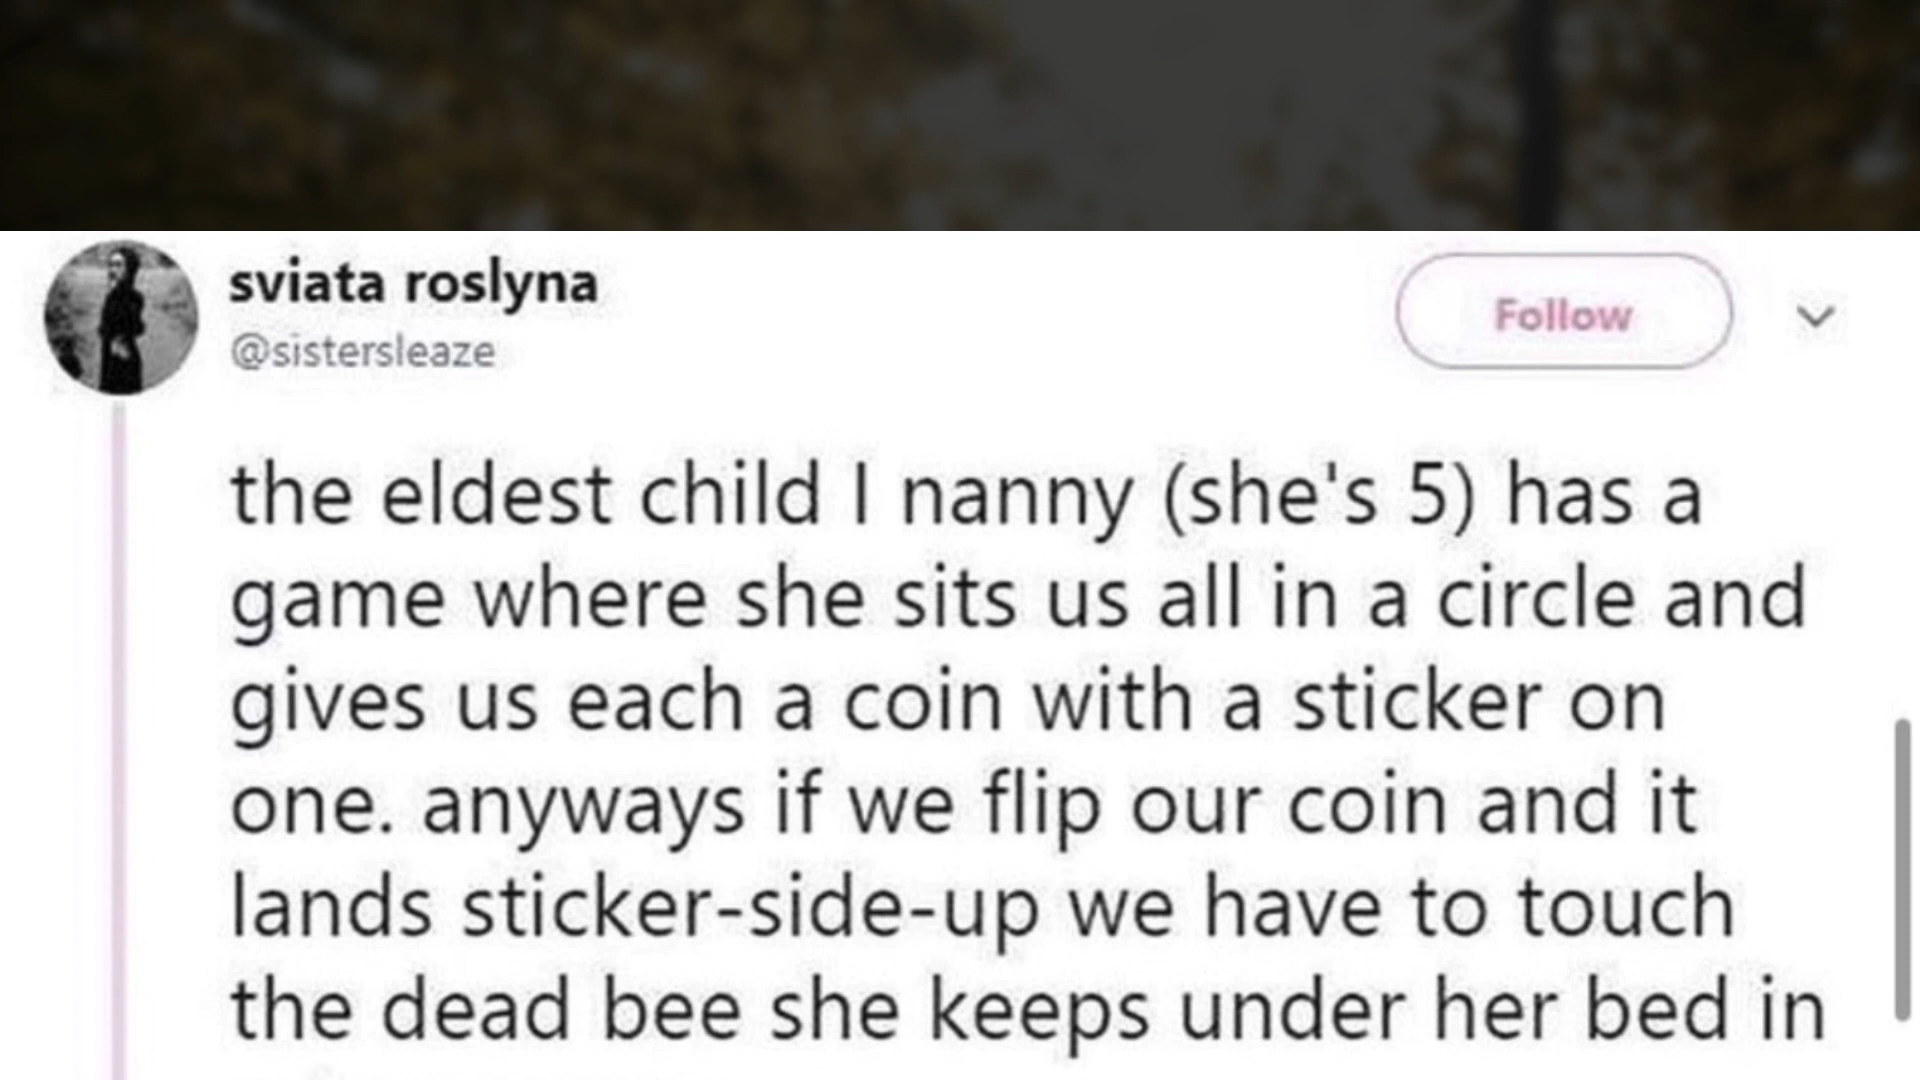 sviata roslyna
@sistersleaze
Follow
the eldest child I nanny (she's 5) has a
game where she sits us all in a circle and
gives us each a coin with a sticker on
one. anyways if we flip our coin and it
lands sticker-side-up we have to touch
the dead bee she keeps under her bed in